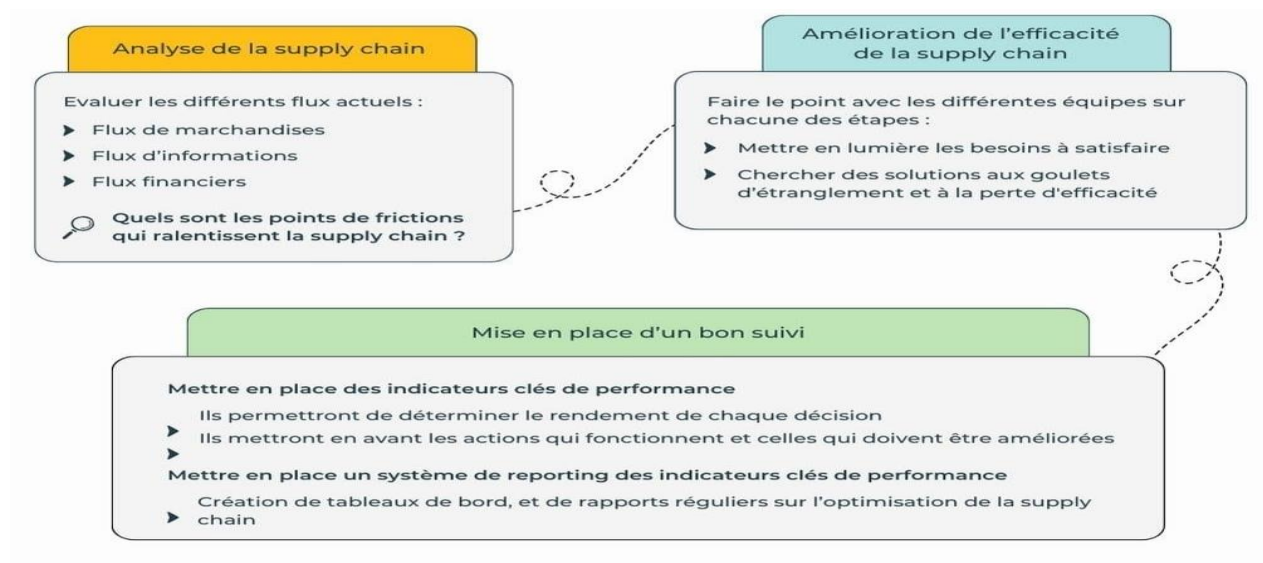 Analyse de la supply chain
Evaluer les différents flux actuels :
➤ Flux de marchandises
➤ Flux d'informations
➤ Flux financiers
Quels sont les points de frictions
qui ralentissent la supply chain ?
Amélioration de l'efficacité
de la supply chain
Faire le point avec les différentes équipes sur
chacune des étapes :
➤ Mettre en lumière les besoins à satisfaire
➤ Chercher des solutions aux goulets
d'étranglement et à la perte d'efficacité
Mise en place d'un bon suivi
Mettre en place des indicateurs clés de performance
➤ Ils permettront de déterminer le rendement de chaque décision
➤ Ils mettront en avant les actions qui fonctionnent et celles qui doivent être améliorées
Mettre en place un système de reporting des indicateurs clés de performance
➤ Création de tableaux de bord, et de rapports réguliers sur l'optimisation de la supply
chain